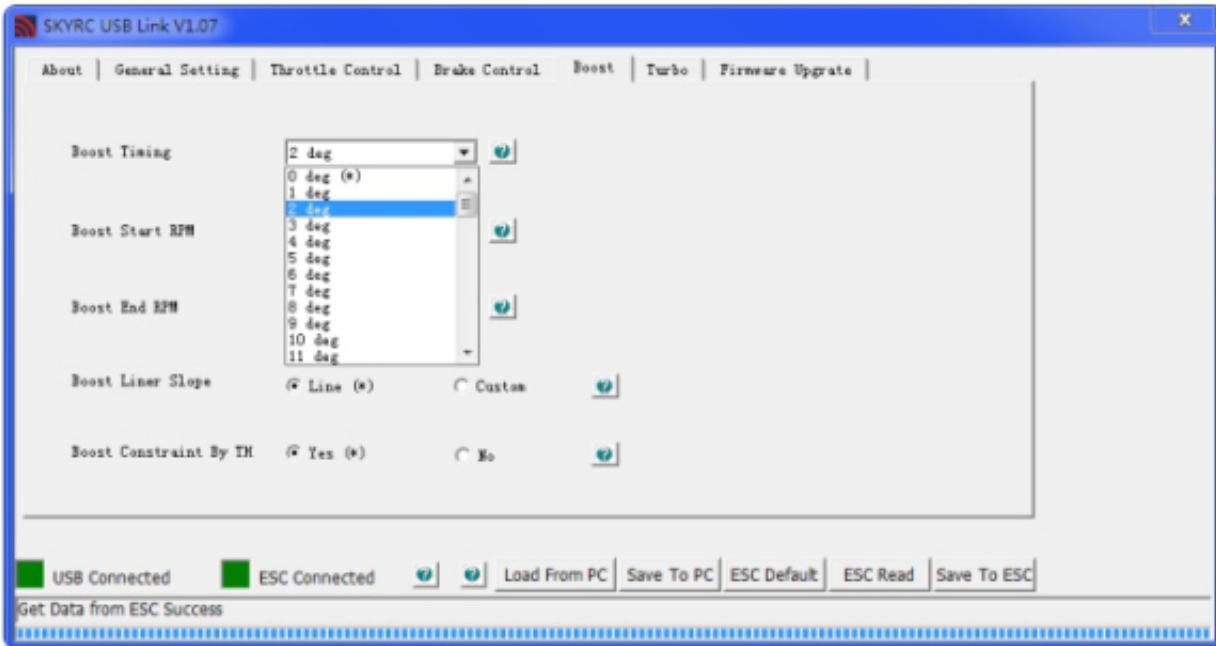 SKYRC USB Link V1.07
About | General Setting | Throttle Control | Brake Control Boost | Turbo | Firmware Upgrate |
Boost Timing 2 deg
0 deg (*)
1 deg
2 deg
3 deg
Boost Start RPM
4 deg
5 deg
6 deg
7 deg
Boost End RPM
8 deg
9 deg
10 deg
11 deg
Boost Liner Slope Line (*) Custom
Boost Constraint By TH Yes (*) No
USB Connected ESC Connected Load From PC Save To PC ESC Default ESC Read Save To ESC
Get Data from ESC Success